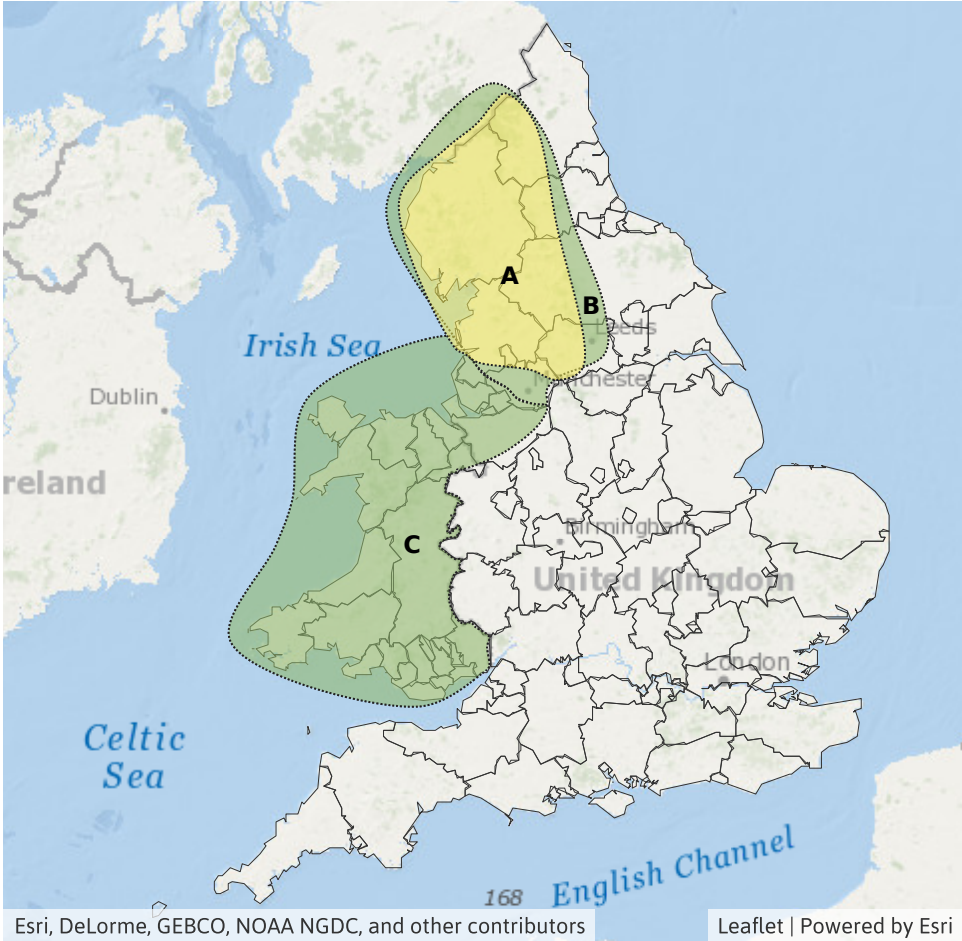 A
B
Leeds
Irish Sea
Manchester
Dublin
reland
Birmingham
C
United Kingdom
London
Celtic
Sea
English Channel
168
Esri, DeLorme, GEBCO, NOAA NGDC, and other contributors
Leaflet | Powered by Esri